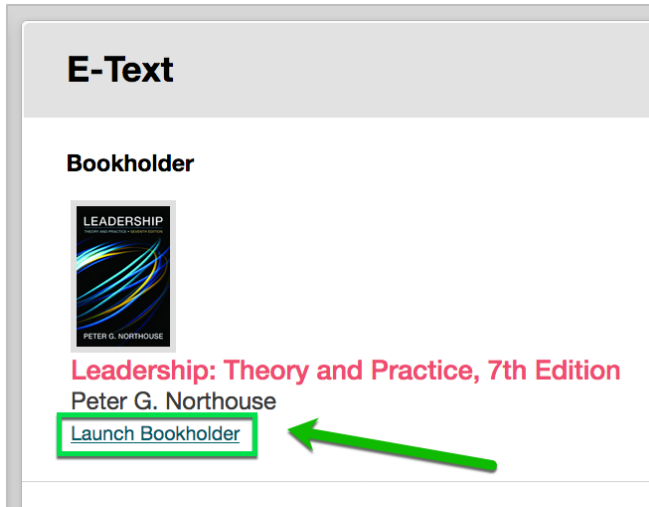 E-Text
Bookholder
LEADERSHIP
THEORY AND PRACTICE • SEVENTH EDITION
PETER G. NORTHOUSE
Leadership: Theory and Practice, 7th Edition
Peter G. Northouse
Launch Bookholder